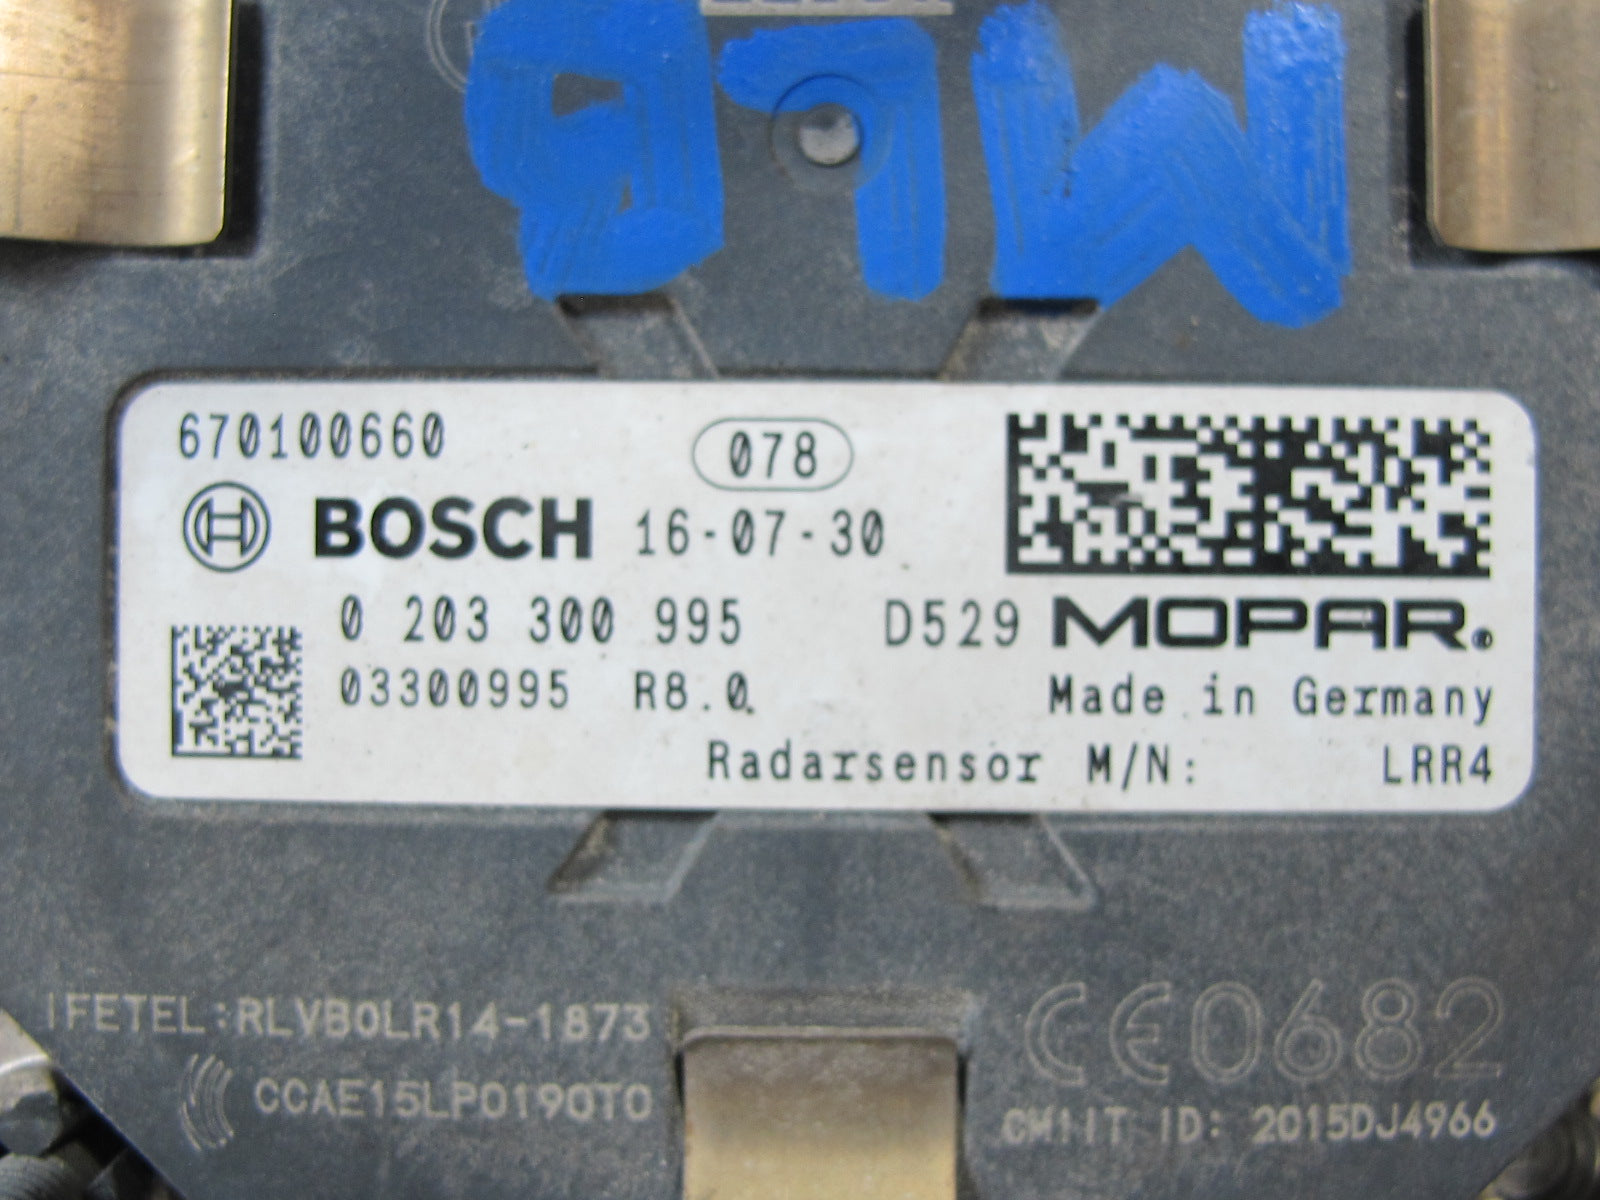 670100660
078
BOSCH 16-07-30
0 203 300 995 D529 MOPAR®
03300995 R8.0 Made in Germany
Radarsensor M/N: LRR4
IFETEL:RLVBOLR14-1873
CE0682
CCAE15LP0190T0
CMIIT ID: 2015DJ4966